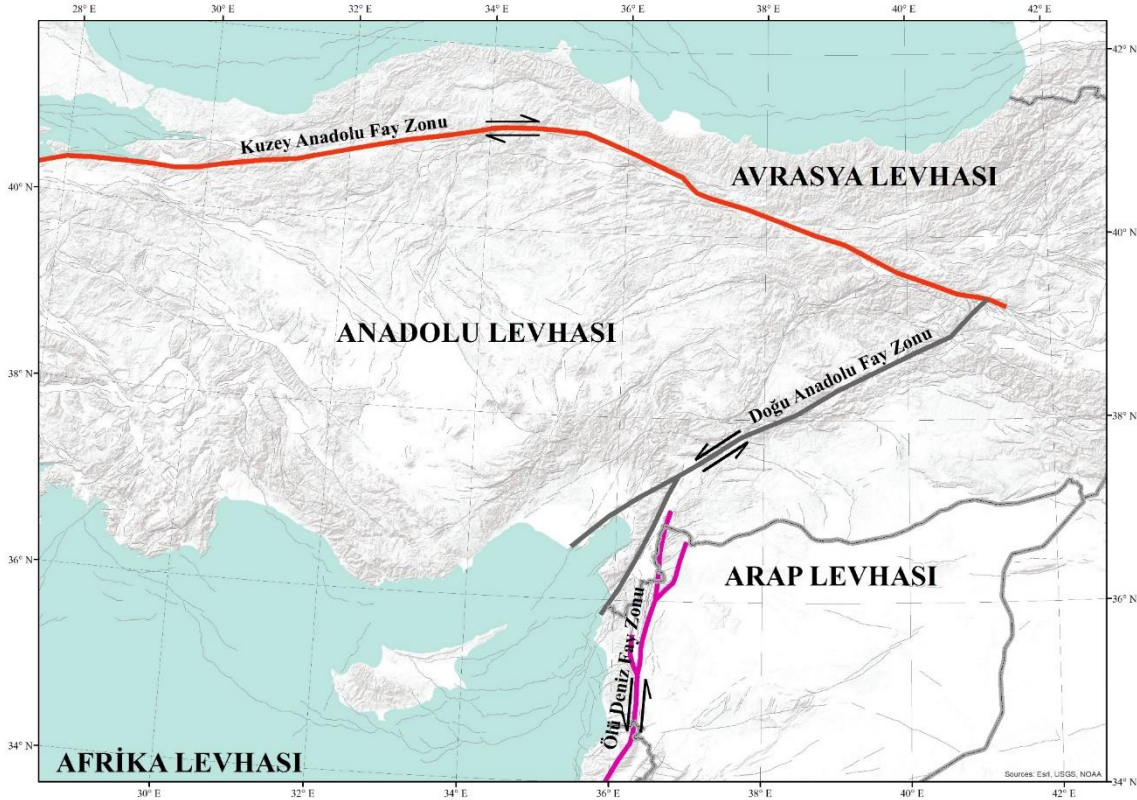 28° E
30° E
32° E
34° E
36° E
38° E
40° E
42° E
42° N
Kuzey Anadolu Fay Zonu
AVRASYA LEVHASI
40° N
40° N
ANADOLU LEVHASI
Doğu Anadolu Fay Zonu
38° N
38° N
36° N
ARAP LEVHASI
36° N
Ölü Deniz Fay Zonu
34° N
34° N
AFRİKA LEVHASI
Sources: Esri, USGS, NOAA
30° E
32° E
34° E
36° E
38° E
40° E
42° E